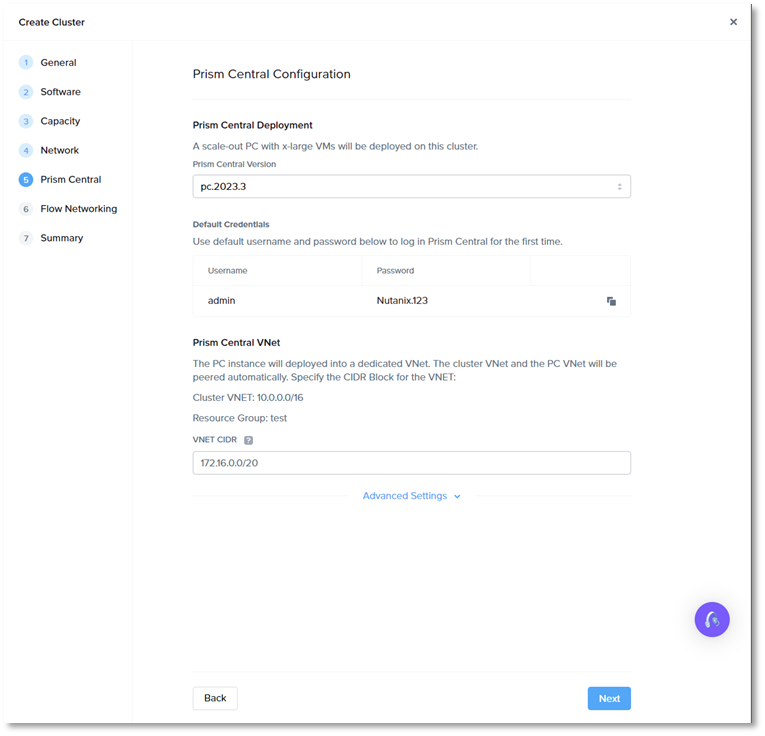 Create Cluster
×
1 General
2 Software
3 Capacity
4 Network
5 Prism Central
6 Flow Networking
7 Summary
Prism Central Configuration
Prism Central Deployment
A scale-out PC with x-large VMs will be deployed on this cluster.
Prism Central Version
pc.2023.3
Default Credentials
Use default username and password below to log in Prism Central for the first time.
Username Password
admin Nutanix.123
Prism Central VNet
The PC instance will deployed into a dedicated VNet. The cluster VNet and the PC VNet will be
peered automatically. Specify the CIDR Block for the VNET:
Cluster VNET: 10.0.0.0/16
Resource Group: test
VNET CIDR ?
172.16.0.0/20
Advanced Settings
Back Next